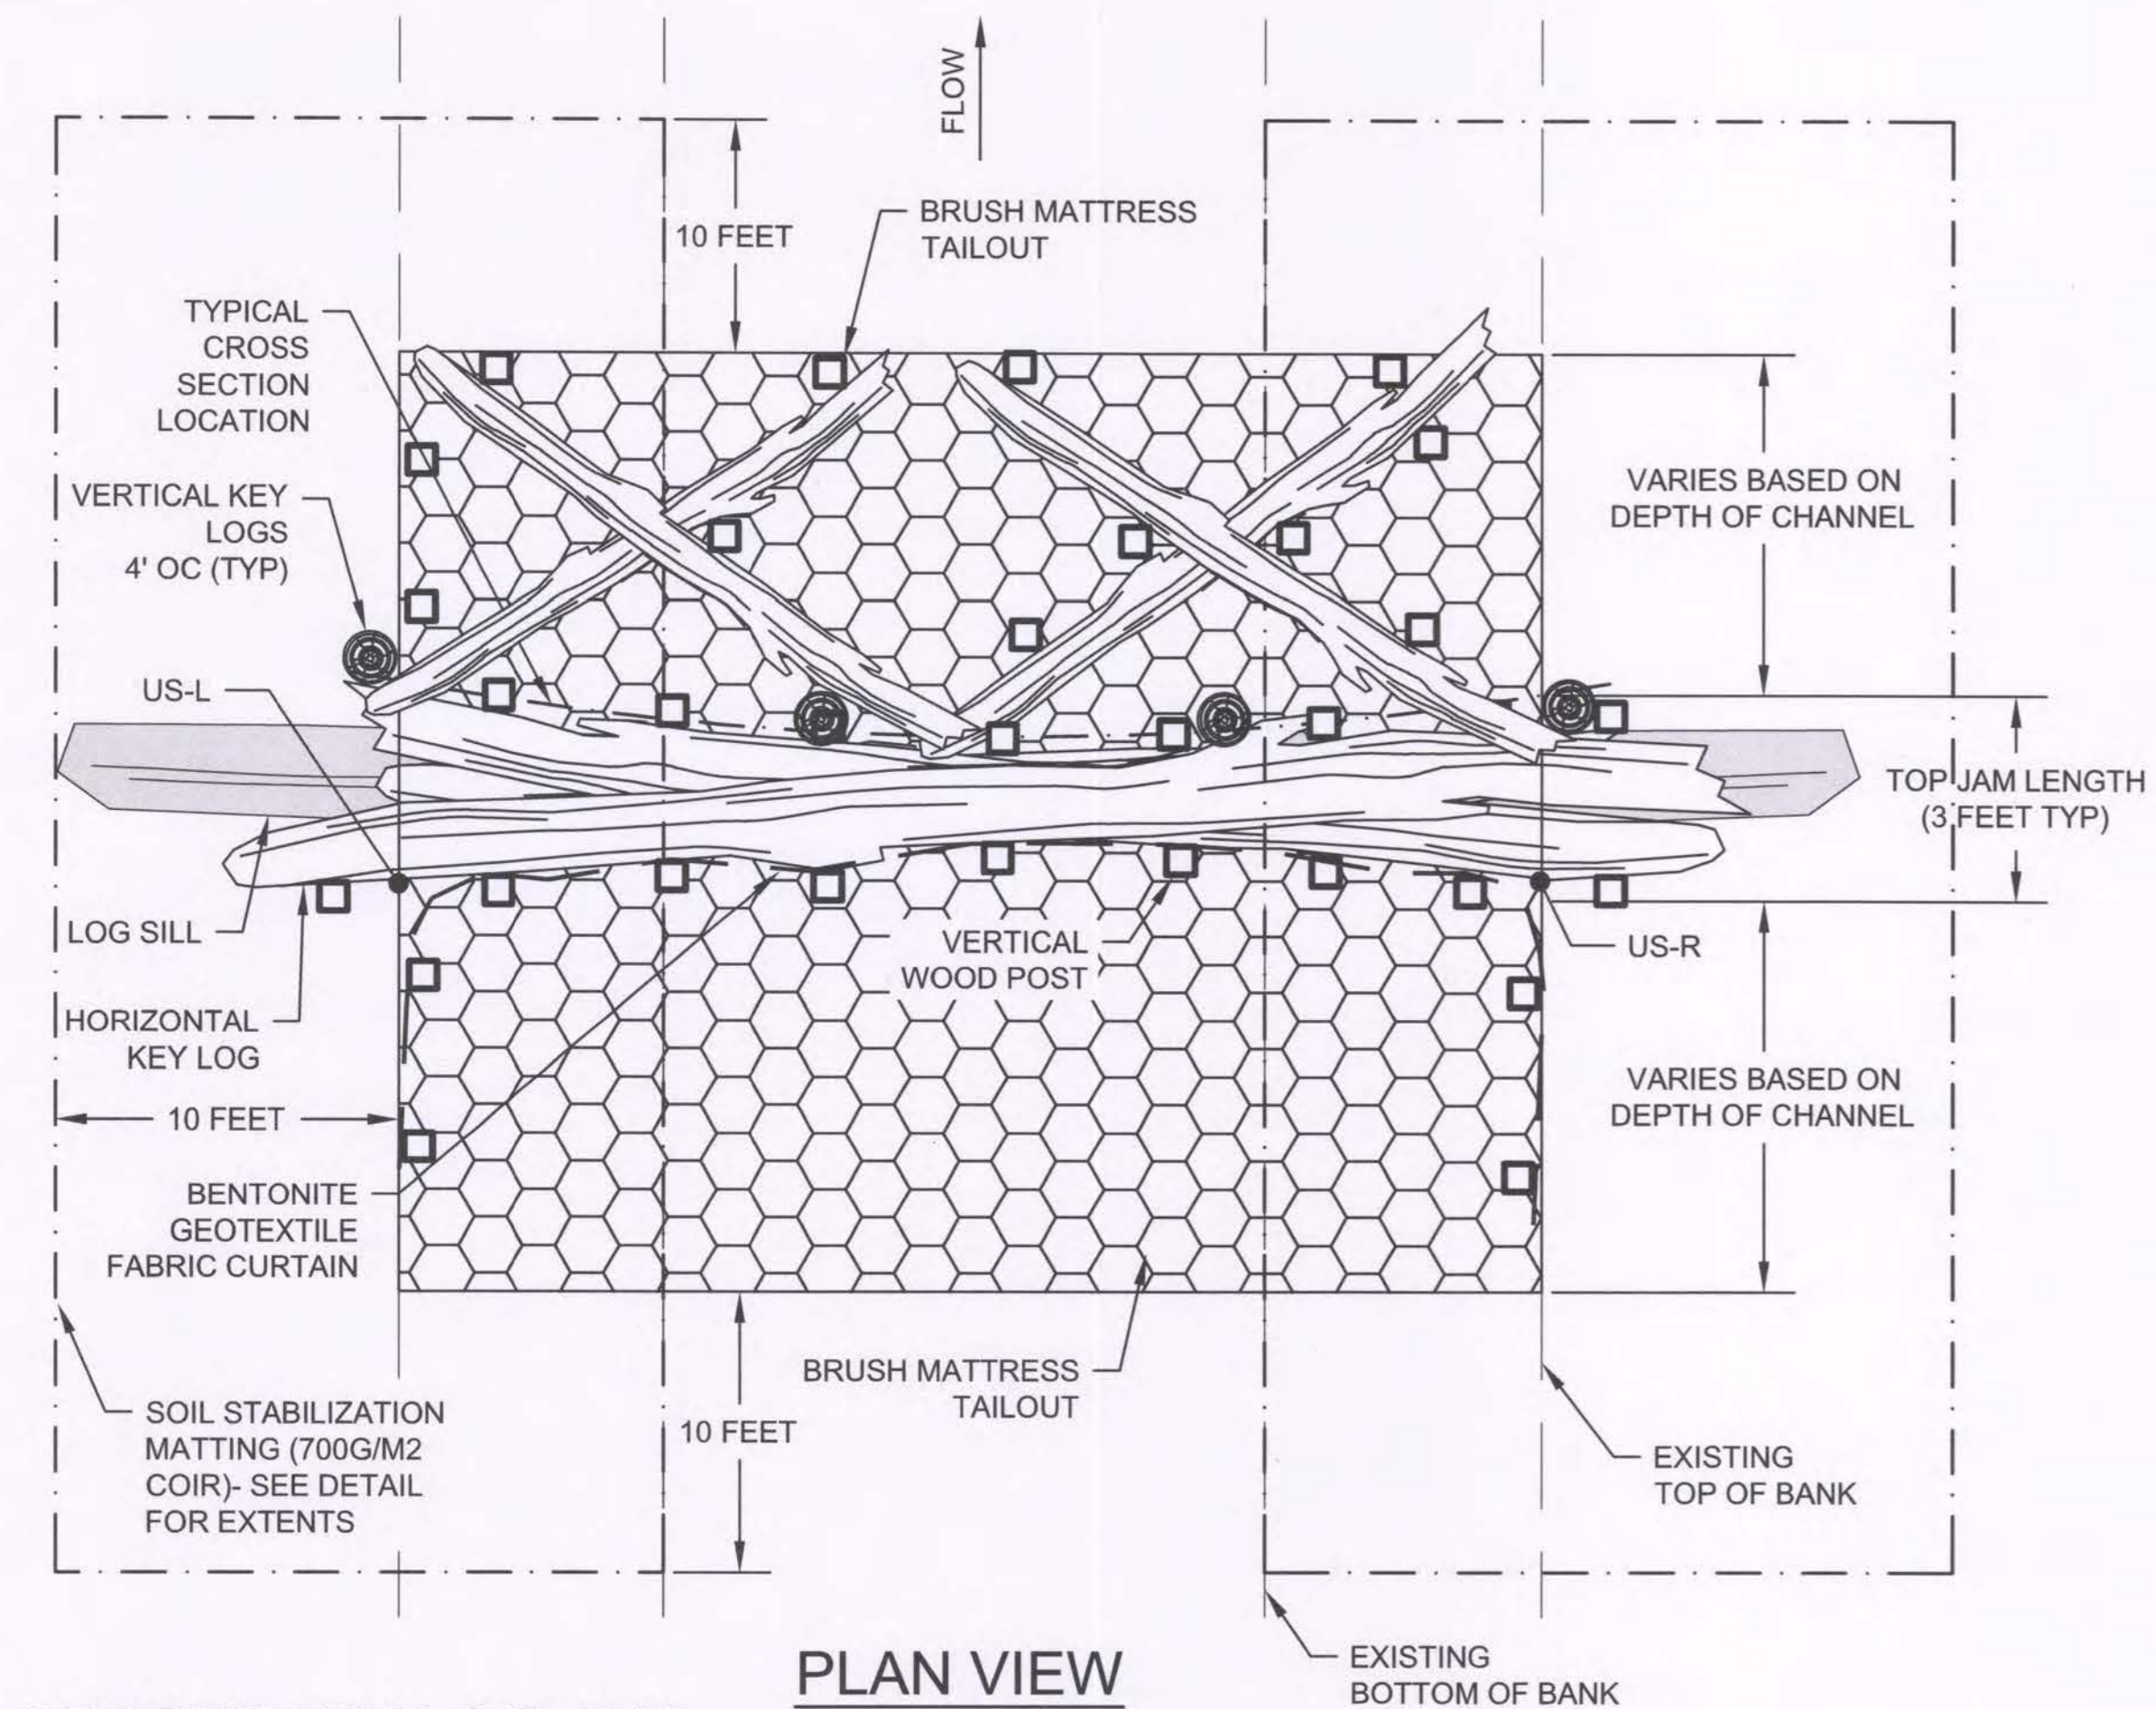 FLOW
10 FEET
BRUSH MATTRESS
TAILOUT
TYPICAL
CROSS
SECTION
LOCATION
VERTICAL KEY
LOGS
4' OC (TYP)
VARIES BASED ON
DEPTH OF CHANNEL
US-L
TOP JAM LENGTH
(3 FEET TYP)
LOG SILL
VERTICAL
WOOD POST
US-R
HORIZONTAL
KEY LOG
10 FEET
VARIES BASED ON
DEPTH OF CHANNEL
BENTONITE
GEOTEXTILE
FABRIC CURTAIN
BRUSH MATTRESS
TAILOUT
SOIL STABILIZATION
MATTING (700G/M2
COIR)- SEE DETAIL
FOR EXTENTS
10 FEET
EXISTING
TOP OF BANK
PLAN VIEW
EXISTING
BOTTOM OF BANK